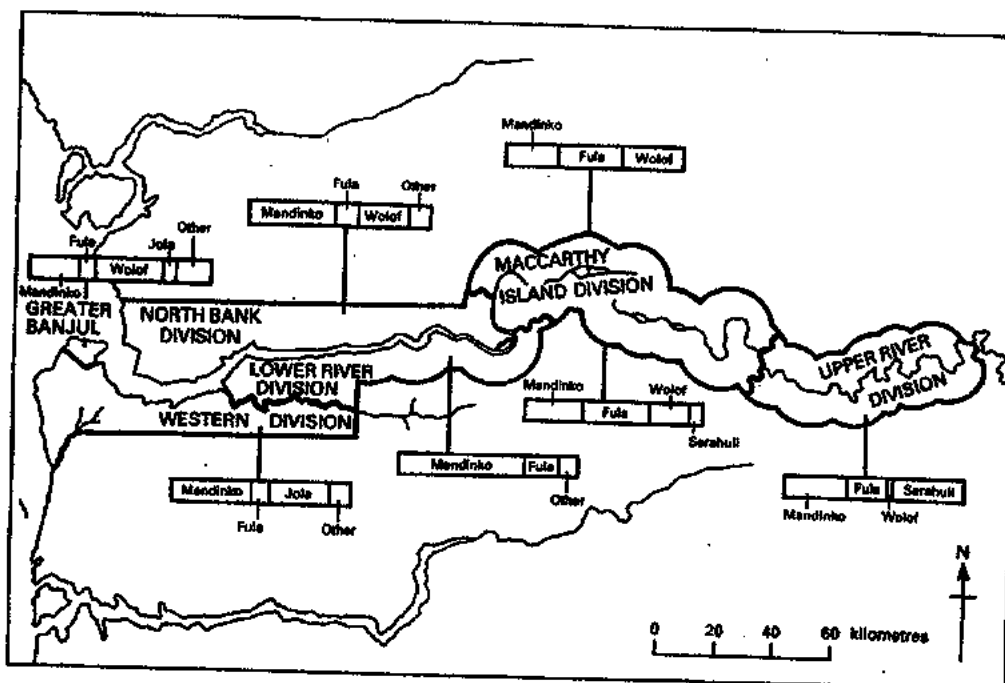 Mandinko
Fula Wolof
Fula Other
Mandinko Wolof
Fula Jola Other
Wolof
Mandinko
GREATER
BANJUL
NORTH BANK
DIVISION
MACCARTHY
ISLAND DIVISION
LOWER RIVER
DIVISION
WESTERN DIVISION
UPPER RIVER
DIVISION
Mandinko Wolof
Fula
Serahuli
Mandinko Fula
Other
Mandinko Jola
Fula Other
Fula Serahuli
Mandinko Wolof
N
0 20 40 60 kilometres